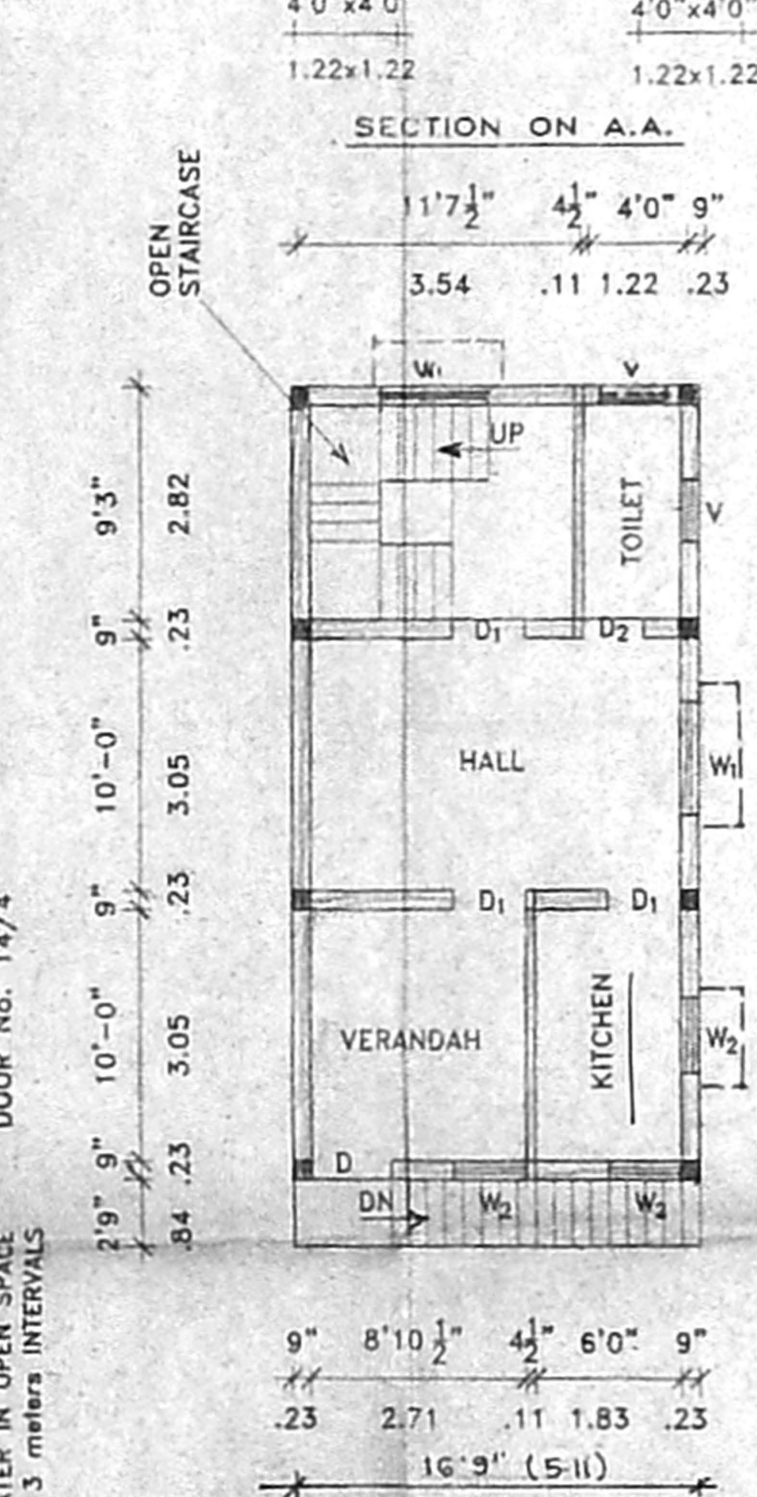 4'0"x4'0"
4'0"x4'0"
1.22x1.22
1.22x1.22
SECTION ON A.A.
11'7½" 4½" 4'0" 9"
3.54 .11 1.22 .23
OPEN
STAIRCASE
W1
V
UP
TOILET
V
9'3"
2.82
9"
.23
D1
D2
10'-0"
3.05
HALL
W1
9"
.23
D1
D1
10'-0"
3.05
VERANDAH
KITCHEN
W2
9"
.23
D
2'9"
.84
DN
W2
W2
DOOR No. 14/4
IN OPEN SPACE
3 meters INTERVALS
9" 8'10½" 4½" 6'0" 9"
.23 2.71 .11 1.83 .23
16'9" (5.11)